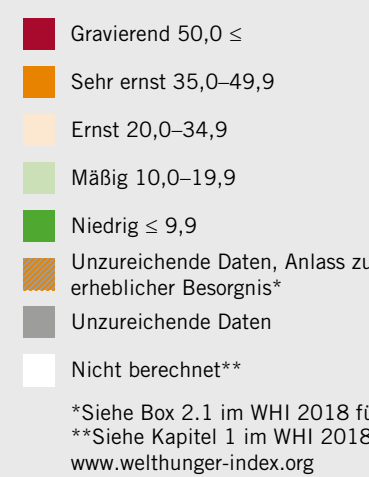 Gravierend 50,0 ≤
Sehr ernst 35,0–49,9
Ernst 20,0–34,9
Mäßig 10,0–19,9
Niedrig ≤ 9,9
Unzureichende Daten, Anlass zu
erheblicher Besorgnis*
Unzureichende Daten
Nicht berechnet**
*Siehe Box 2.1 im WHI 2018 fü
**Siehe Kapitel 1 im WHI 2018
www.welthunger-index.org